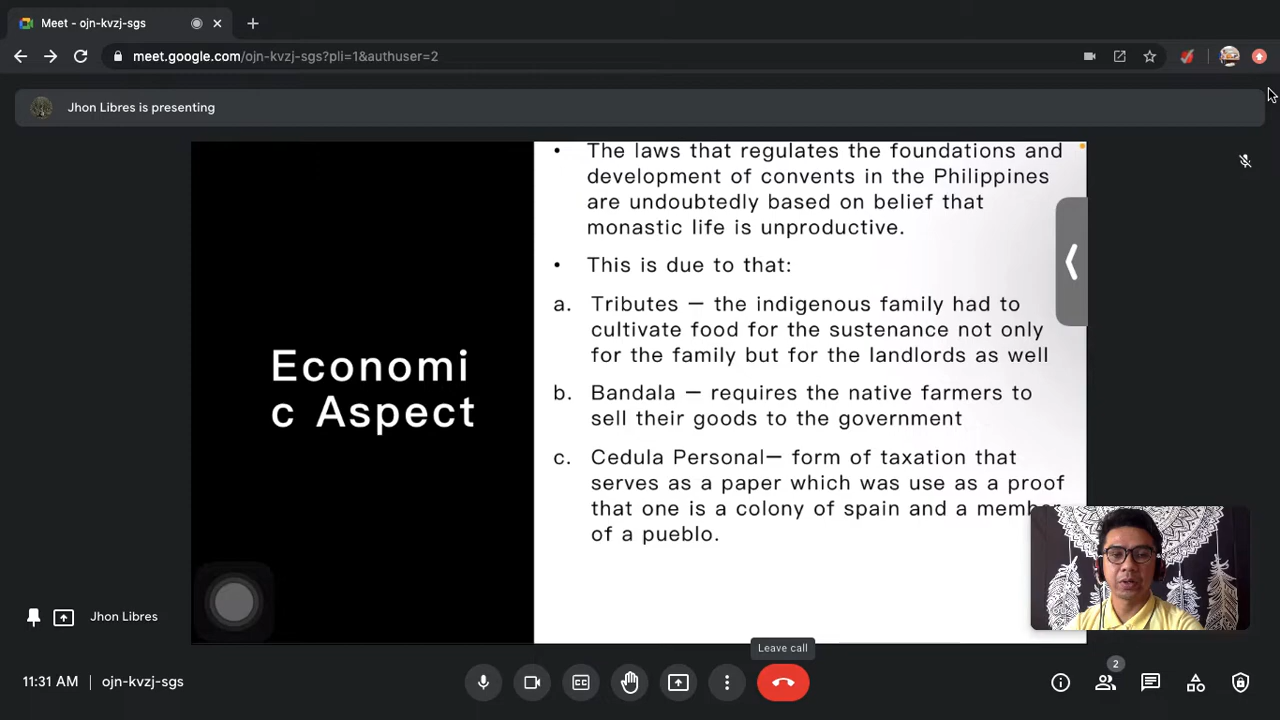 Meet - ojn-kvzj-sgs
meet.google.com/ojn-kvzj-sgs?pli=1&authuser=2
Jhon Libres is presenting
Economi
c Aspect
• The laws that regulates the foundations and
development of convents in the Philippines
are undoubtedly based on belief that
monastic life is unproductive.
• This is due to that:
a. Tributes – the indigenous family had to
cultivate food for the sustenance not only
for the family but for the landlords as well
b. Bandala – requires the native farmers to
sell their goods to the government
c. Cedula Personal– form of taxation that
serves as a paper which was use as a proof
that one is a colony of spain and a member
of a pueblo.
Jhon Libres
Leave call
11:31 AM | ojn-kvzj-sgs
CC
2